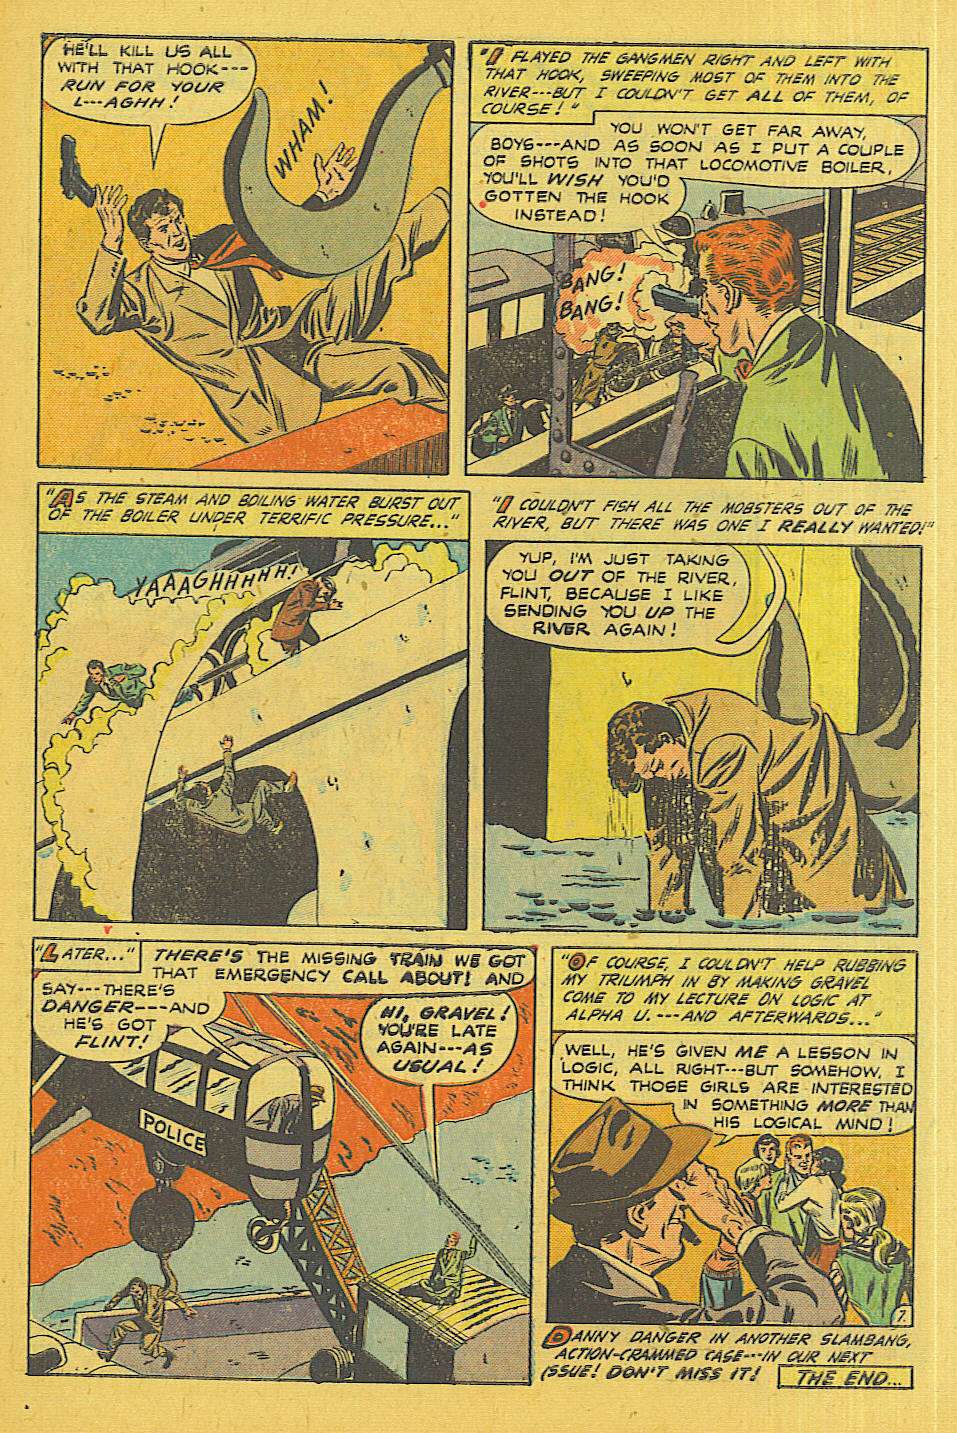 HE'LL KILL US ALL
WITH THAT HOOK---
RUN FOR YOUR
L---AGHH!
WHAM!
"I FLAYED THE GANGMEN RIGHT AND LEFT WITH
THAT HOOK, SWEEPING MOST OF THEM INTO THE
RIVER---BUT I COULDN'T GET ALL OF THEM, OF
COURSE!"
YOU WON'T GET FAR AWAY,
BOYS---AND AS SOON AS I PUT A COUPLE
OF SHOTS INTO THAT LOCOMOTIVE BOILER,
YOU'LL WISH YOU'D
GOTTEN THE HOOK
INSTEAD!
BANG!
BANG!
"AS THE STEAM AND BOILING WATER BURST OUT
OF THE BOILER UNDER TERRIFIC PRESSURE..."
YAAAGHHHHH!
"I COULDN'T FISH ALL THE MOBSTERS OUT OF THE
RIVER, BUT THERE WAS ONE I REALLY WANTED!"
YUP, I'M JUST TAKING
YOU OUT OF THE RIVER,
FLINT, BECAUSE I LIKE
SENDING YOU UP THE
RIVER AGAIN!
"LATER..."
THERE'S THE MISSING TRAIN WE GOT
THAT EMERGENCY CALL ABOUT! AND
SAY---THERE'S
DANGER---AND
HE'S GOT
FLINT!
HI, GRAVEL!
YOU'RE LATE
AGAIN---AS
USUAL!
POLICE
"OF COURSE, I COULDN'T HELP RUBBING
MY TRIUMPH IN BY MAKING GRAVEL
COME TO MY LECTURE ON LOGIC AT
ALPHA U.---AND AFTERWARDS..."
WELL, HE'S GIVEN ME A LESSON IN
LOGIC, ALL RIGHT---BUT SOMEHOW, I
THINK THOSE GIRLS ARE INTERESTED
IN SOMETHING MORE THAN
HIS LOGICAL MIND!
7.
DANNY DANGER IN ANOTHER SLAMBANG,
ACTION-CRAMMED CASE---IN OUR NEXT
ISSUE! DON'T MISS IT!
THE END...